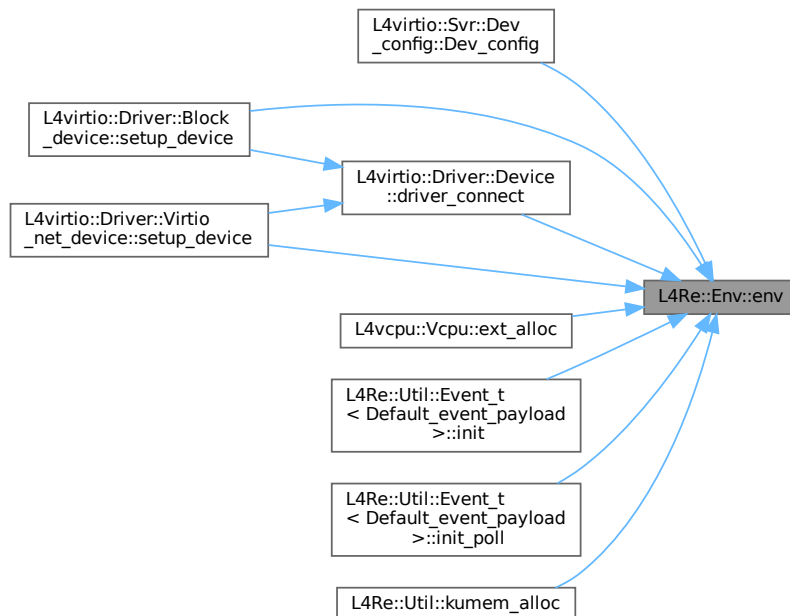 L4virtio::Svr::Dev
_config::Dev_config
L4virtio::Driver::Block
_device::setup_device
L4virtio::Driver::Device
::driver_connect
L4virtio::Driver::Virtio
_net_device::setup_device
L4Re::Env::env
L4vcpu::Vcpu::ext_alloc
L4Re::Util::Event_t
< Default_event_payload
>::init
L4Re::Util::Event_t
< Default_event_payload
>::init_poll
L4Re::Util::kumem_alloc